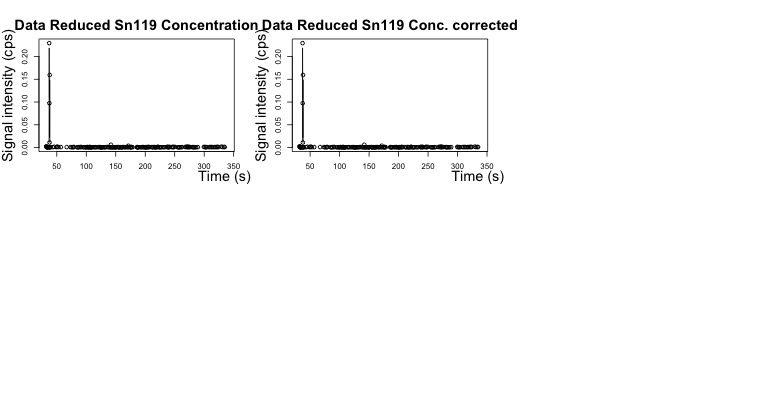 Data Reduced Sn119 Concentration
Signal intensity (cps)
0.00 0.05 0.10 0.15 0.20
50 100 150 200 250 300 350
Time (s)
Data Reduced Sn119 Conc. corrected
Signal intensity (cps)
0.00 0.05 0.10 0.15 0.20
50 100 150 200 250 300 350
Time (s)